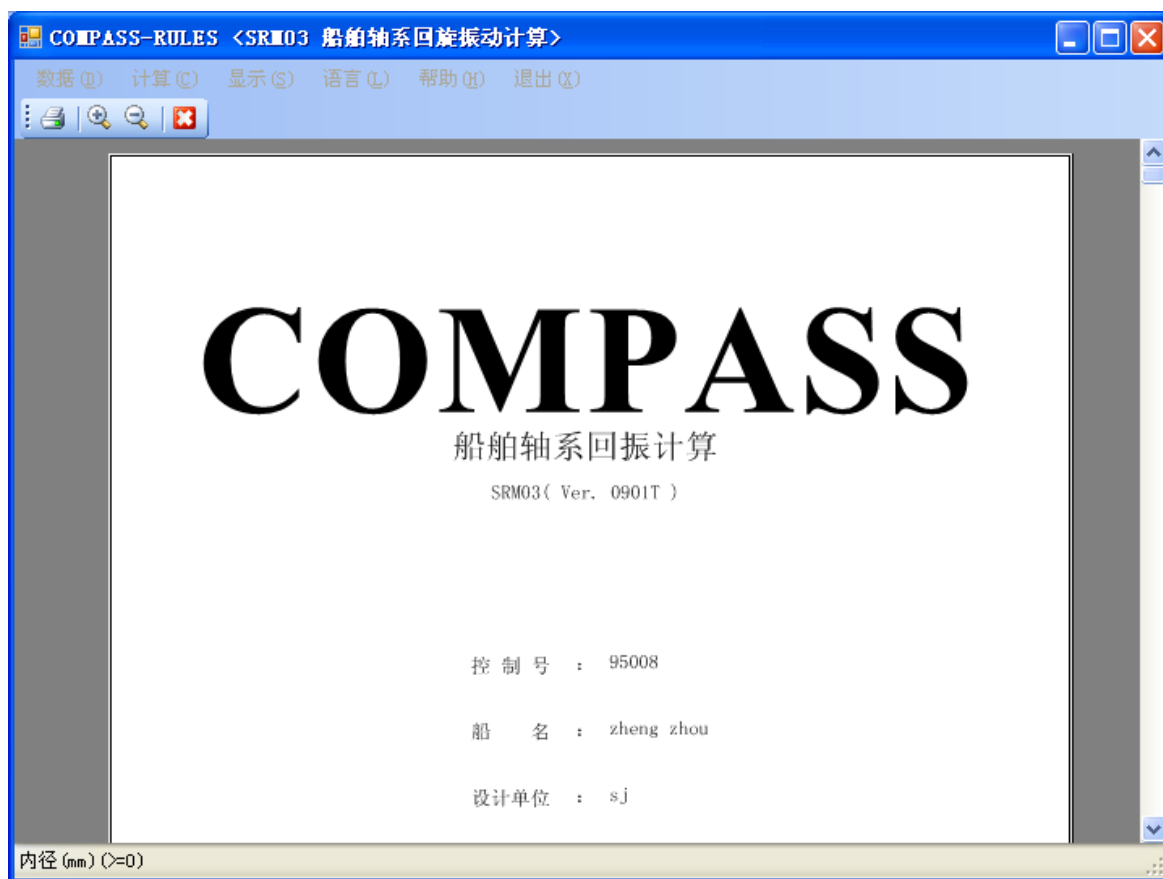 COMPASS-RULES <SRM03 船舶轴系回旋振动计算>
数据(D) 计算(C) 显示(S) 语言(L) 帮助(H) 退出(X)
COMPASS
船舶轴系回振计算
SRM03( Ver. 0901T )
控 制 号 : 95008
船 名 : zheng zhou
设计单位 : sj
内径(mm)(>=0)